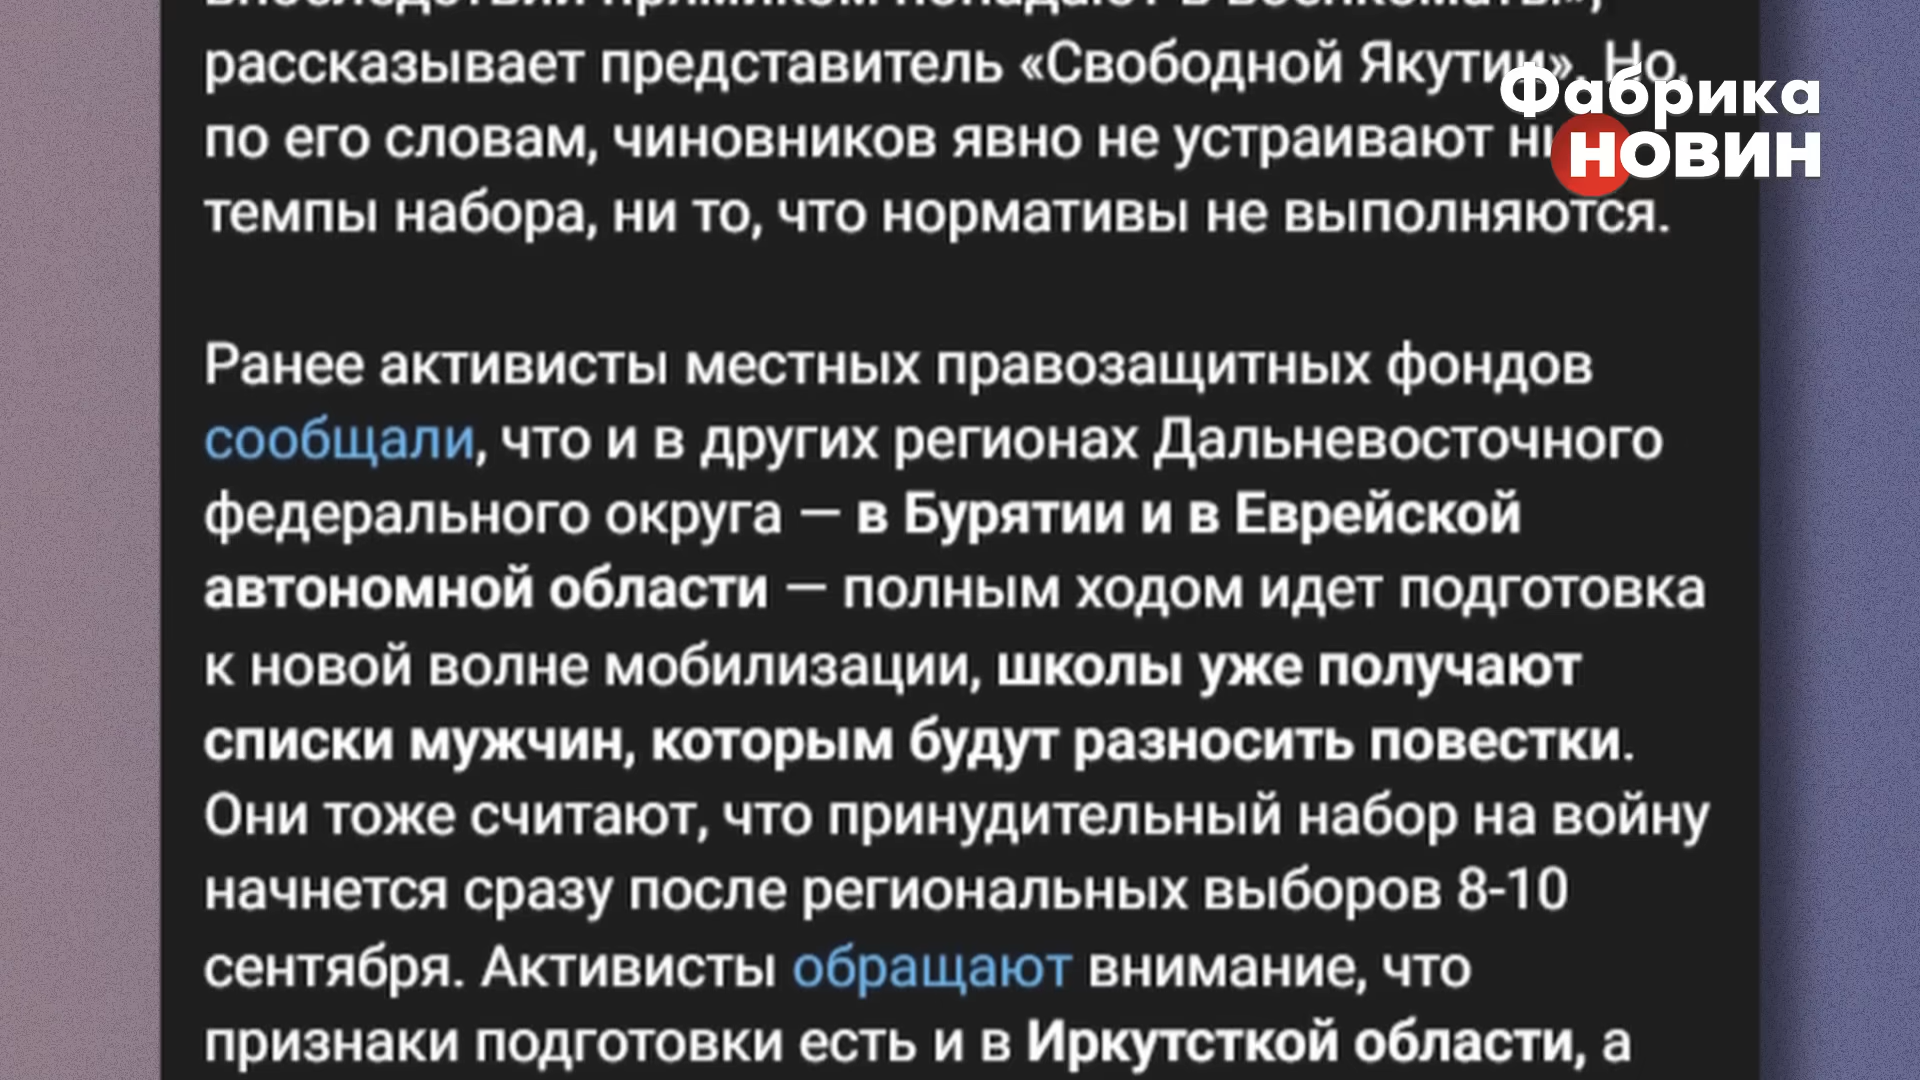 рассказывает представитель «Свободной Якутии». Но,
по его словам, чиновников явно не устраивают
темпы набора, ни то, что нормативы не выполняются.
Ранее активисты местных правозащитных фондов
сообщали, что и в других регионах Дальневосточного
федерального округа — в Бурятии и в Еврейской
автономной области — полным ходом идет подготовка
к новой волне мобилизации, школы уже получают
списки мужчин, которым будут разносить повестки.
Они тоже считают, что принудительный набор на войну
начнется сразу после региональных выборов 8-10
сентября. Активисты обращают внимание, что
признаки подготовки есть и в Иркутсткой области, а
Фабрика
новин